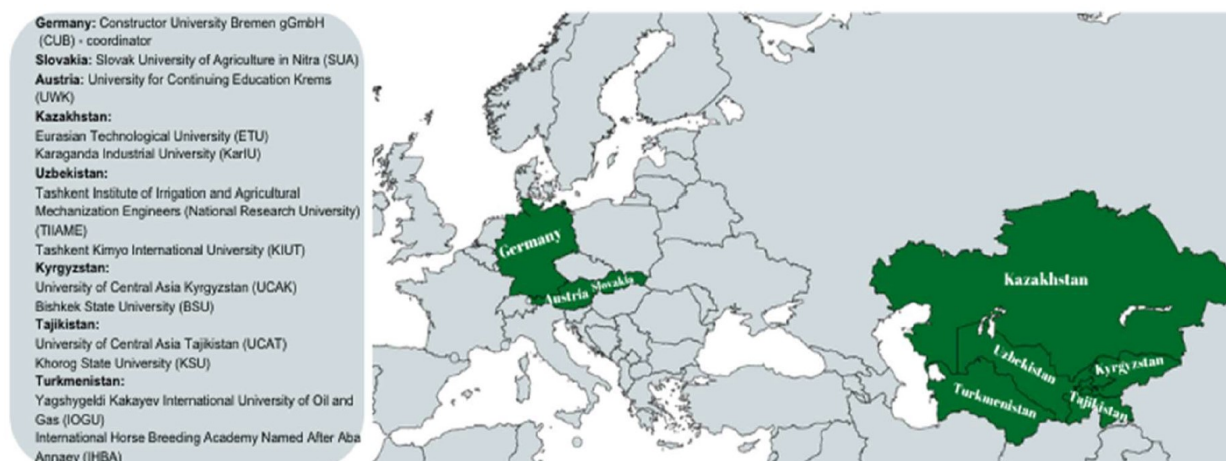 Germany: Constructor University Bremen gGmbH
(CUB) - coordinator
Slovakia: Slovak University of Agriculture in Nitra (SUA)
Austria: University for Continuing Education Krems
(UWK)
Kazakhstan:
Eurasian Technological University (ETU)
Karaganda Industrial University (KarIU)
Uzbekistan:
Tashkent Institute of Irrigation and Agricultural
Mechanization Engineers (National Research University)
(TIIAME)
Tashkent Kimyo International University (KIUT)
Kyrgyzstan:
University of Central Asia Kyrgyzstan (UCAK)
Bishkek State University (BSU)
Tajikistan:
University of Central Asia Tajikistan (UCAT)
Khorog State University (KSU)
Turkmenistan:
Yagshygeldi Kakayev International University of Oil and
Gas (IOGU)
International Horse Breeding Academy Named After Aba
Annaev (IHBA)
Germany
Austria
Slovakia
Kazakhstan
Uzbekistan
Kyrgyzstan
Turkmenistan
Tajikistan